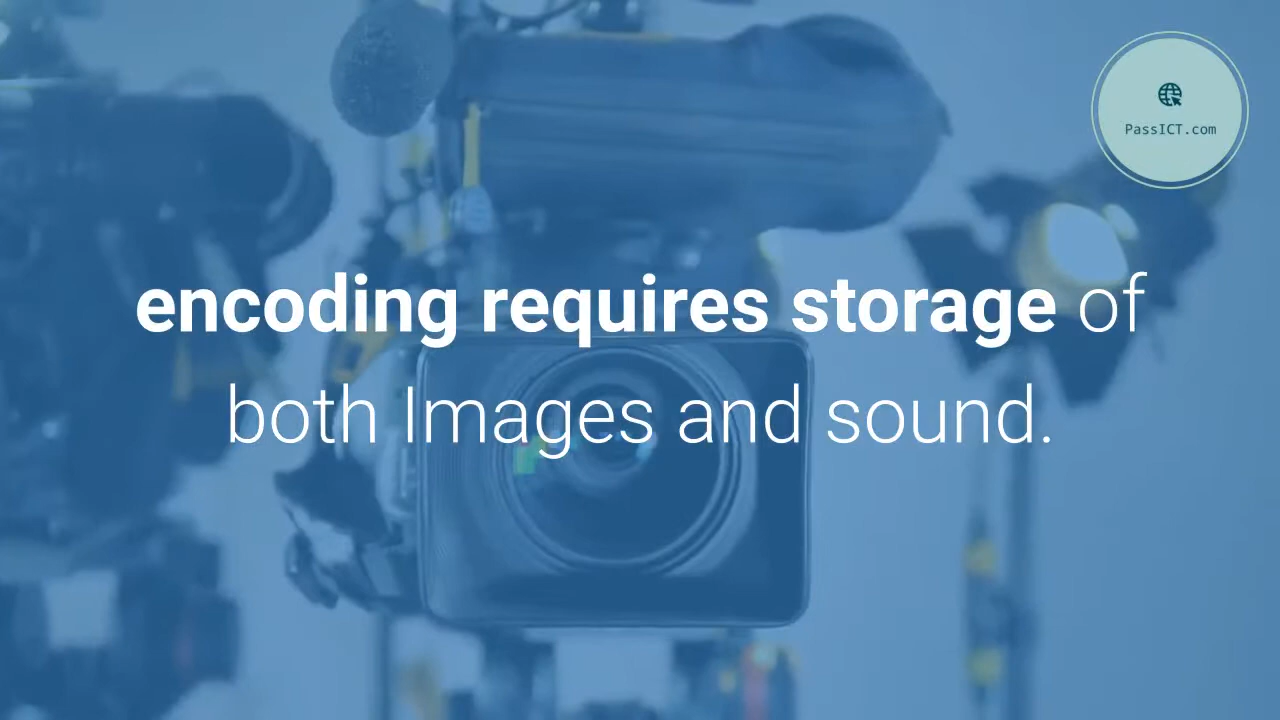 PassICT.com
encoding requires storage of
both Images and sound.